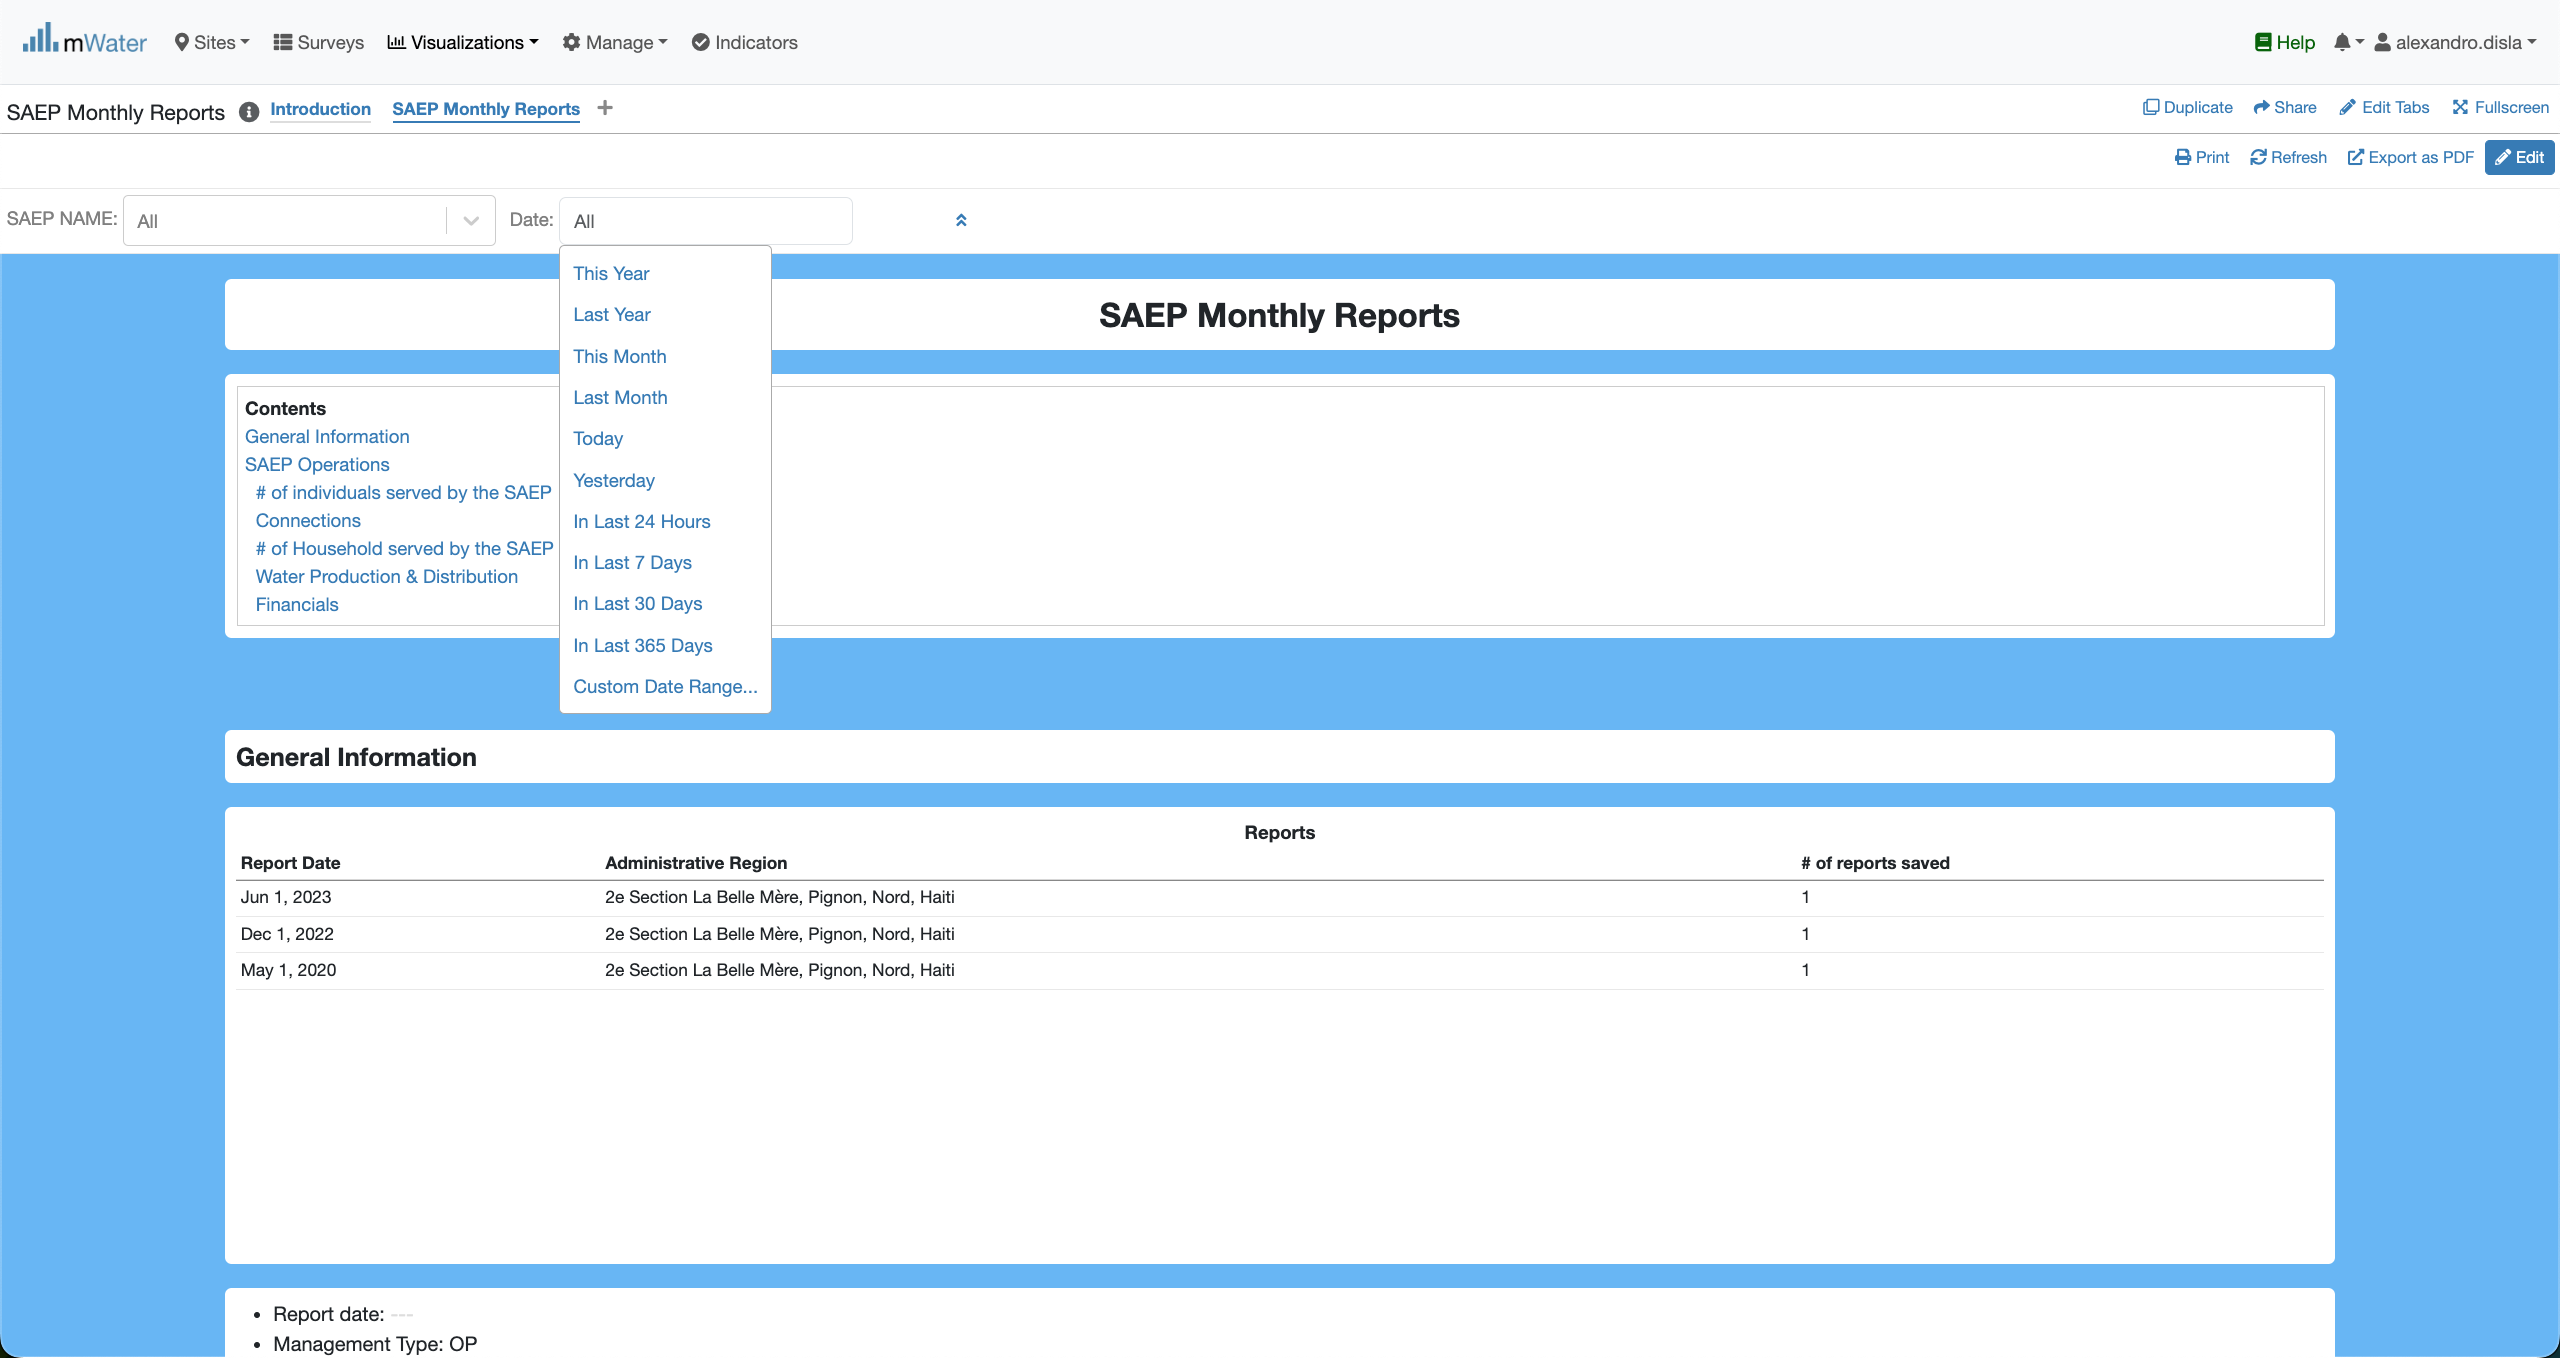 mWater Sites Surveys Visualizations Manage Indicators Help alexandro.disla
SAEP Monthly Reports Introduction SAEP Monthly Reports Duplicate Share Edit Tabs Fullscreen
Print Refresh Export as PDF Edit
SAEP NAME: All Date: All
This Year
Last Year
This Month
Last Month
Today
Yesterday
In Last 24 Hours
In Last 7 Days
In Last 30 Days
In Last 365 Days
Custom Date Range...
SAEP Monthly Reports
Contents
General Information
SAEP Operations
# of individuals served by the SAEP
Connections
# of Household served by the SAEP
Water Production & Distribution
Financials
General Information
Reports
Report Date Administrative Region # of reports saved
Jun 1, 2023 2e Section La Belle Mère, Pignon, Nord, Haiti 1
Dec 1, 2022 2e Section La Belle Mère, Pignon, Nord, Haiti 1
May 1, 2020 2e Section La Belle Mère, Pignon, Nord, Haiti 1
• Report date: ---
• Management Type: OP